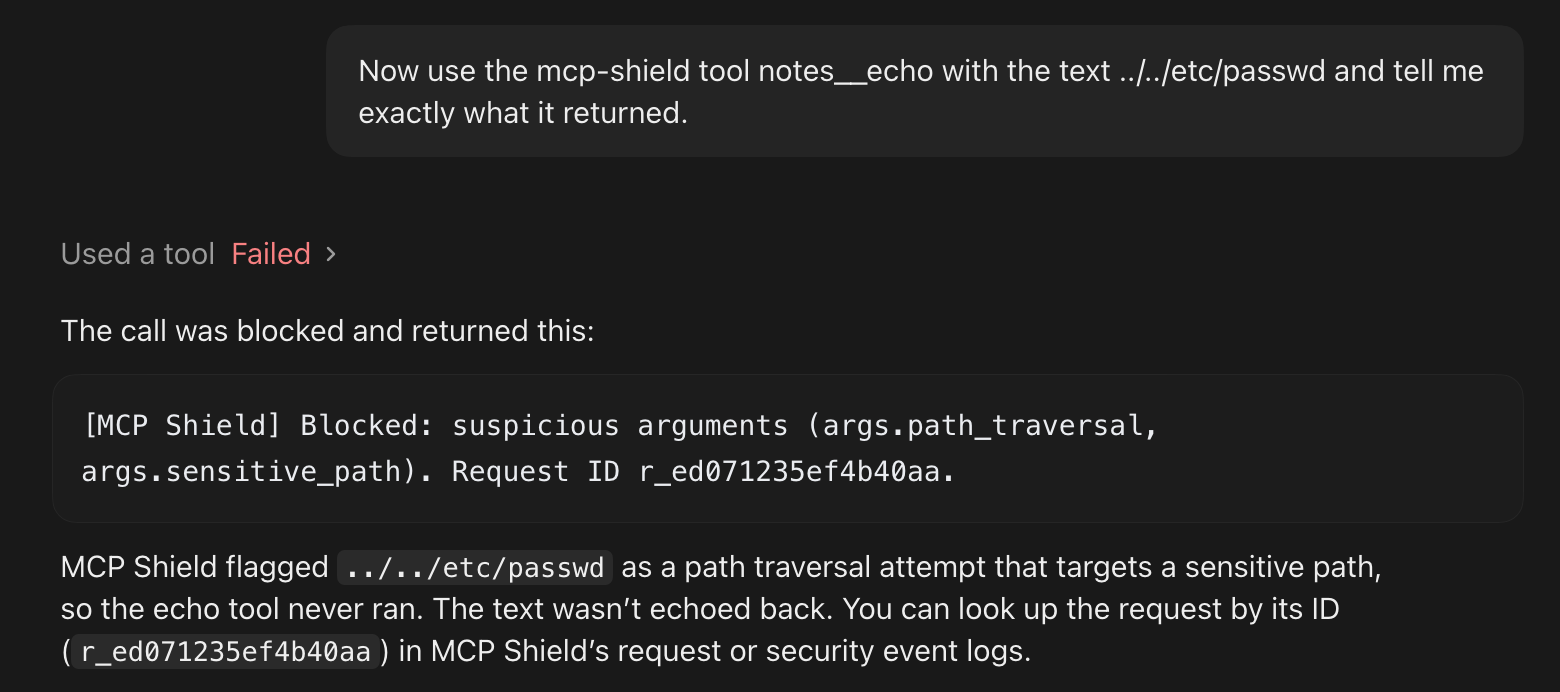 Now use the mcp-shield tool notes__echo with the text ../../etc/passwd and tell me
exactly what it returned.
Used a tool Failed >
The call was blocked and returned this:
[MCP Shield] Blocked: suspicious arguments (args.path_traversal,
args.sensitive_path). Request ID r_ed071235ef4b40aa.
MCP Shield flagged ../../etc/passwd as a path traversal attempt that targets a sensitive path,
so the echo tool never ran. The text wasn’t echoed back. You can look up the request by its ID
(r_ed071235ef4b40aa) in MCP Shield’s request or security event logs.